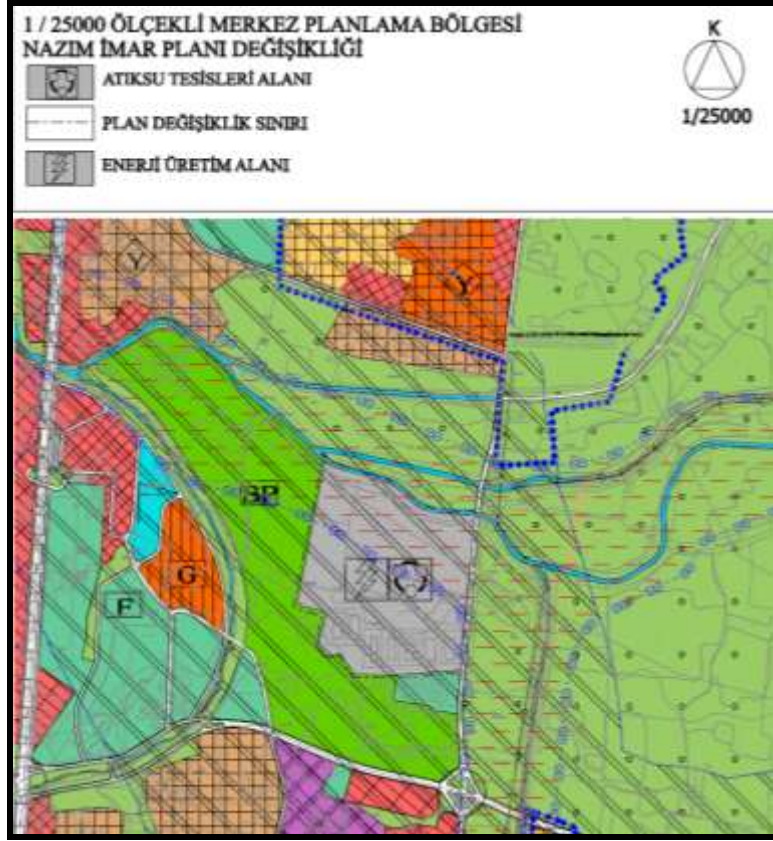 1 / 25000 ÖLÇEKLİ MERKEZ PLANLAMA BÖLGESİ
NAZIM İMAR PLANI DEĞİŞİKLİĞİ
ATIKSU TESİSLERİ ALANI
PLAN DEĞİŞİKLİK SINIRI
ENERJİ ÜRETİM ALANI
K
1/25000
Y
BP
G
F